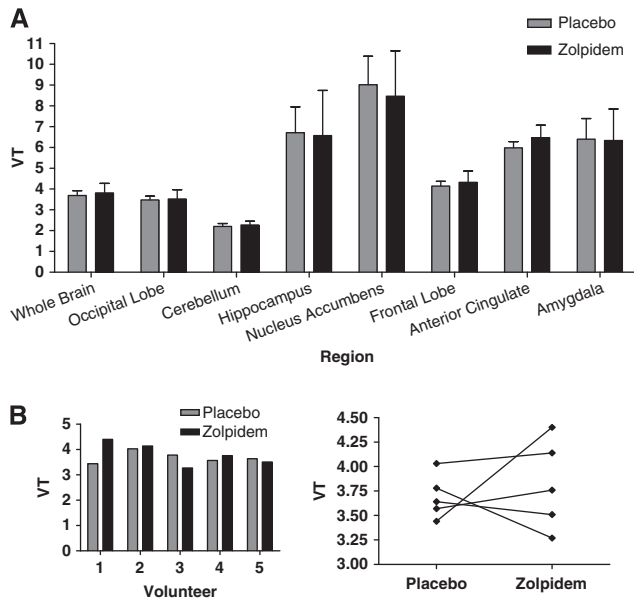 A
Placebo
Zolpidem
11
10
9
8
7
6
5
4
3
2
1
0
VT
Whole Brain
Occipital Lobe
Cerebellum
Hippocampus
Nucleus Accumbens
Frontal Lobe
Anterior Cingulate
Amygdala
Region
B
Placebo
Zolpidem
5
4
3
2
1
0
VT
1 2 3 4 5
Volunteer
4.50
4.25
4.00
3.75
3.50
3.25
3.00
VT
Placebo Zolpidem